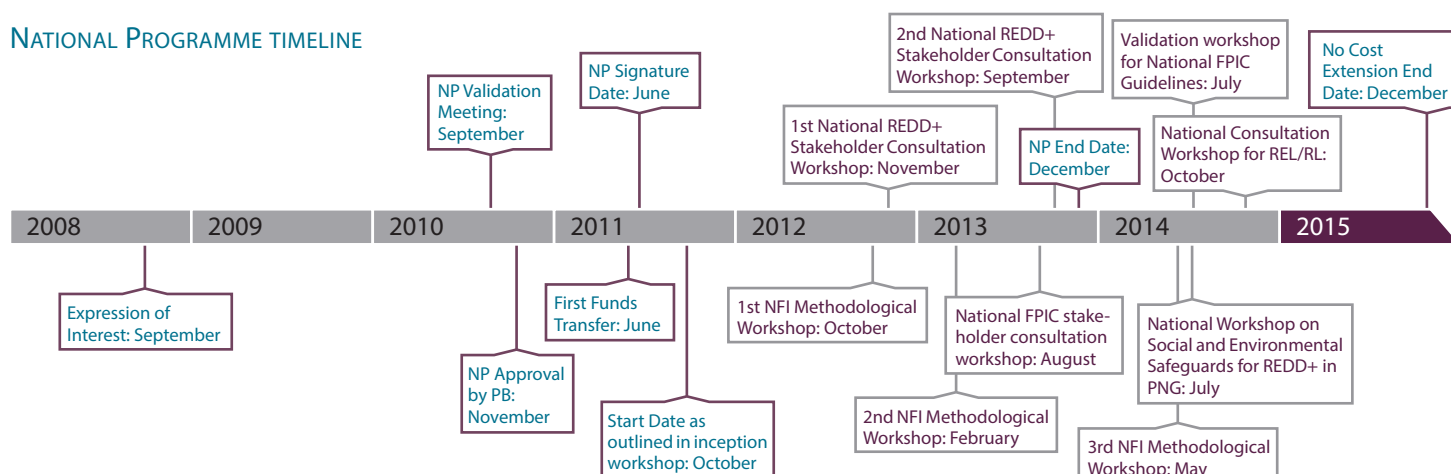 NATIONAL PROGRAMME TIMELINE
NP Validation
Meeting:
September
NP Signature
Date: June
1st National REDD+
Stakeholder Consultation
Workshop: November
2nd National REDD+
Stakeholder Consultation
Workshop: September
NP End Date:
December
Validation workshop
for National FPIC
Guidelines: July
National Consultation
Workshop for REL/RL:
October
No Cost
Extension End
Date: December
2008
2009
2010
2011
2012
2013
2014
2015
Expression of
Interest: September
NP Approval
by PB:
November
First Funds
Transfer: June
Start Date as
outlined in inception
workshop: October
1st NFI Methodological
Workshop: October
2nd NFI Methodological
Workshop: February
National FPIC stake-
holder consultation
workshop: August
National Workshop on
Social and Environmental
Safeguards for REDD+ in
PNG: July
3rd NFI Methodological
Workshop: May